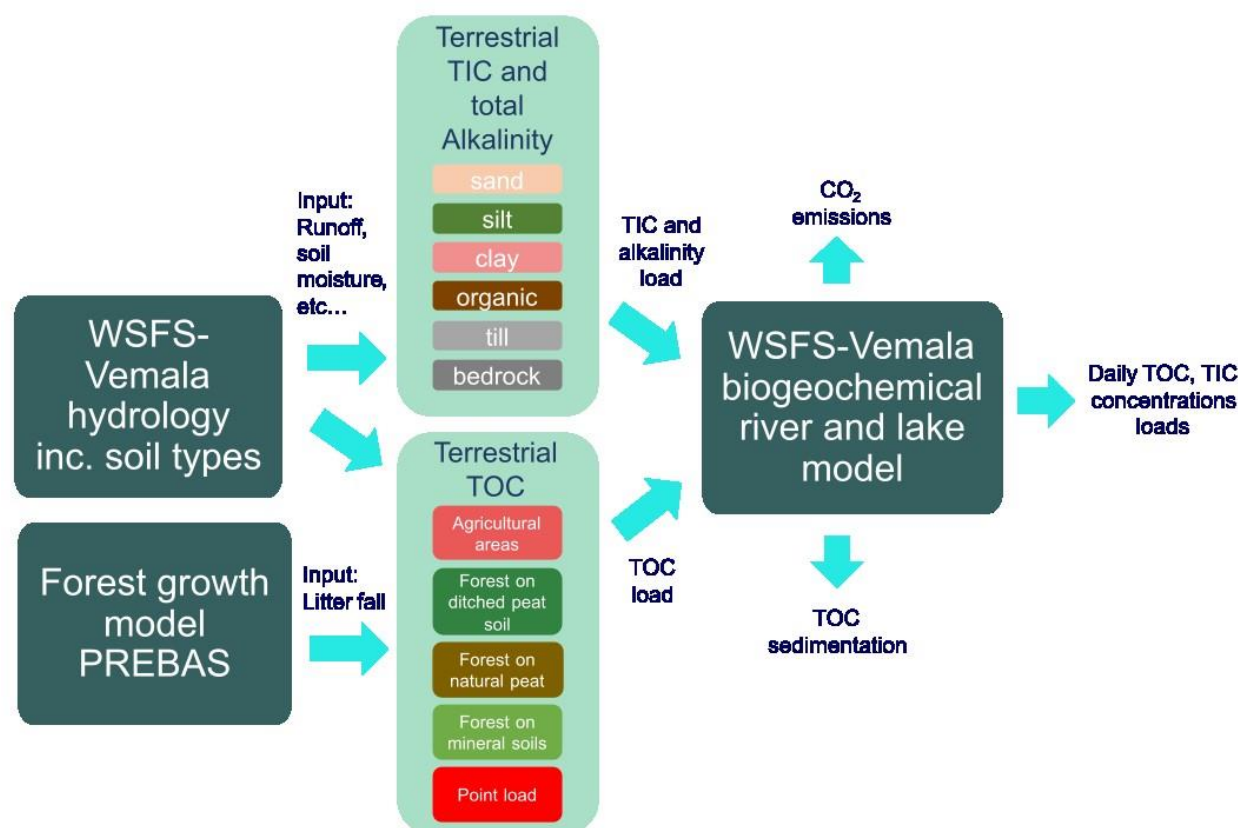 WSFS-
Vemala
hydrology
inc. soil types
Forest growth
model
PREBAS
Input:
Runoff,
soil
moisture,
etc...
Input:
Litter fall
Terrestrial
TIC and
total
Alkalinity
sand
silt
clay
organic
till
bedrock
Terrestrial
TOC
Agricultural
areas
Forest on
ditched peat
soil
Forest on
natural peat
Forest on
mineral soils
Point load
TIC and
alkalinity
load
TOC
load
WSFS-Vemala
biogeochemical
river and lake
model
CO₂
emissions
Daily TOC, TIC
concentrations
loads
TOC
sedimentation